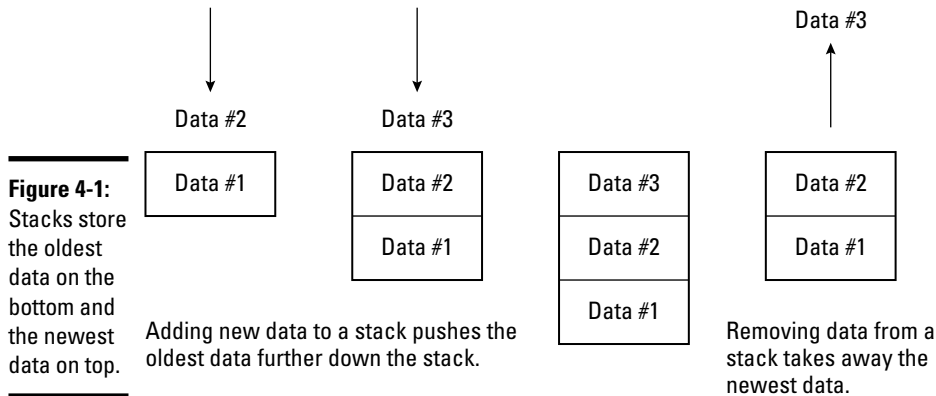 Data #3
Data #2
Data #3
Data #1
Data #2
Data #1
Data #3
Data #2
Data #1
Data #2
Data #1
Figure 4-1:
Stacks store
the oldest
data on the
bottom and
the newest
data on top.
Adding new data to a stack pushes the
oldest data further down the stack.
Removing data from a
stack takes away the
newest data.